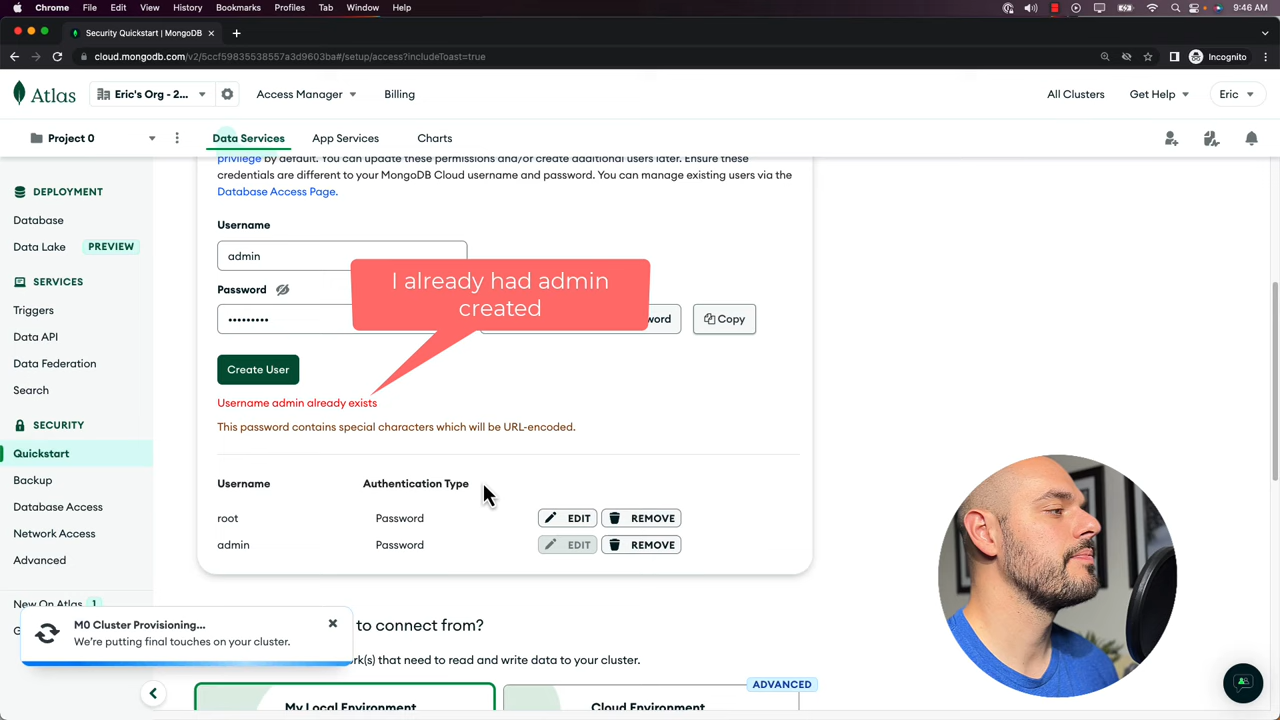 Chrome File Edit View History Bookmarks Profiles Tab Window Help 9:46 AM
Security Quickstart | MongoDB
cloud.mongodb.com/v2/5ccf59835538557a3d9603ba#/setup/access?includeToast=true
Incognito
Atlas Eric's Org - 2... Access Manager Billing All Clusters Get Help Eric
Project 0 Data Services App Services Charts
privilege by default. You can update these permissions and/or create additional users later. Ensure these
credentials are different to your MongoDB Cloud username and password. You can manage existing users via the
Database Access Page.
DEPLOYMENT
Database
Data Lake PREVIEW
SERVICES
Triggers
Data API
Data Federation
Search
SECURITY
Quickstart
Backup
Database Access
Network Access
Advanced
New On Atlas 1
G
Username
admin
I already had admin
created
Password
•••••••••
word
Copy
Create User
Username admin already exists
This password contains special characters which will be URL-encoded.
Username Authentication Type
root Password EDIT REMOVE
admin Password EDIT REMOVE
M0 Cluster Provisioning...
We're putting final touches on your cluster.
to connect from?
rk(s) that need to read and write data to your cluster.
ADVANCED
My Local Environment
Cloud Environment